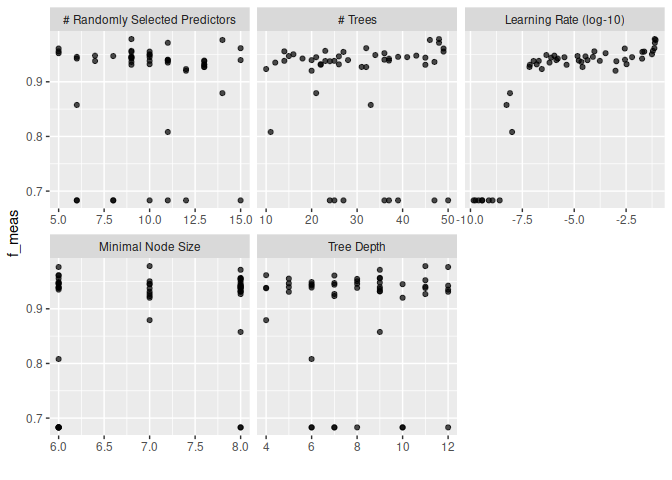 # Randomly Selected Predictors # Trees Learning Rate (log-10)
0.9
0.8
0.7
5.0 7.5 10.0 12.5 15.0 10 20 30 40 50 -10.0 -7.5 -5.0 -2.5
f_meas
Minimal Node Size Tree Depth
0.9
0.8
0.7
6.0 6.5 7.0 7.5 8.0 4 6 8 10 12